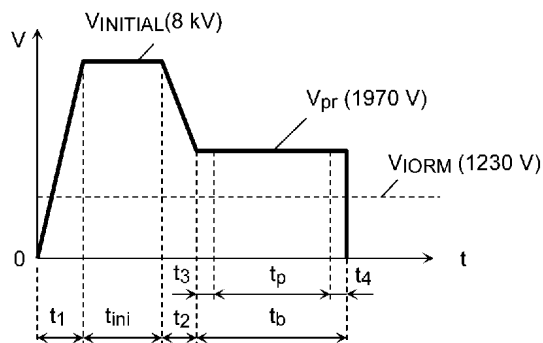 V
VINITIAL(8 kV)
Vpr (1970 V)
VIORM (1230 V)
0
t
t3
tp
t4
t1
tini
t2
tb